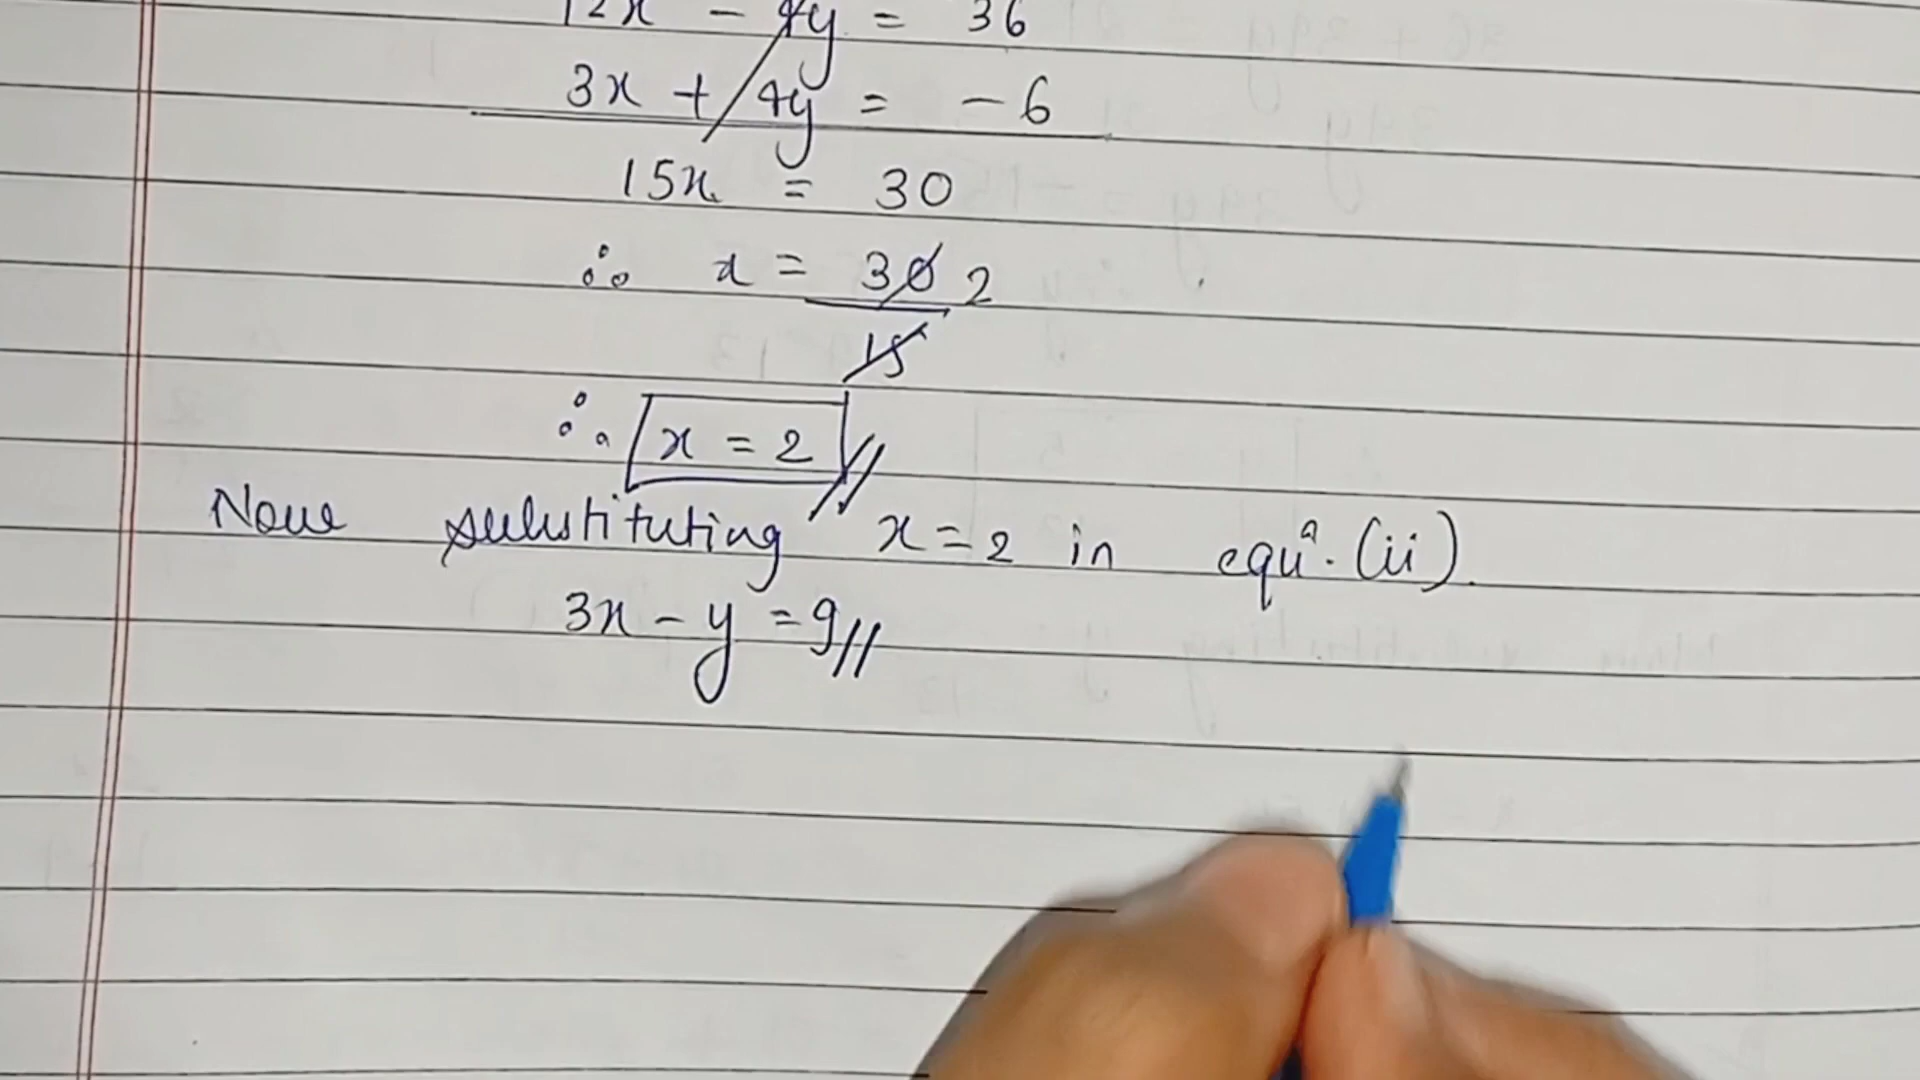 12x - 4y = 36
3x + 4y = -6
15x = 30
∴ x = 30 2
15
∴ x = 2
Now substituting x = 2 in equⁿ. (ii).
3x - y = 9